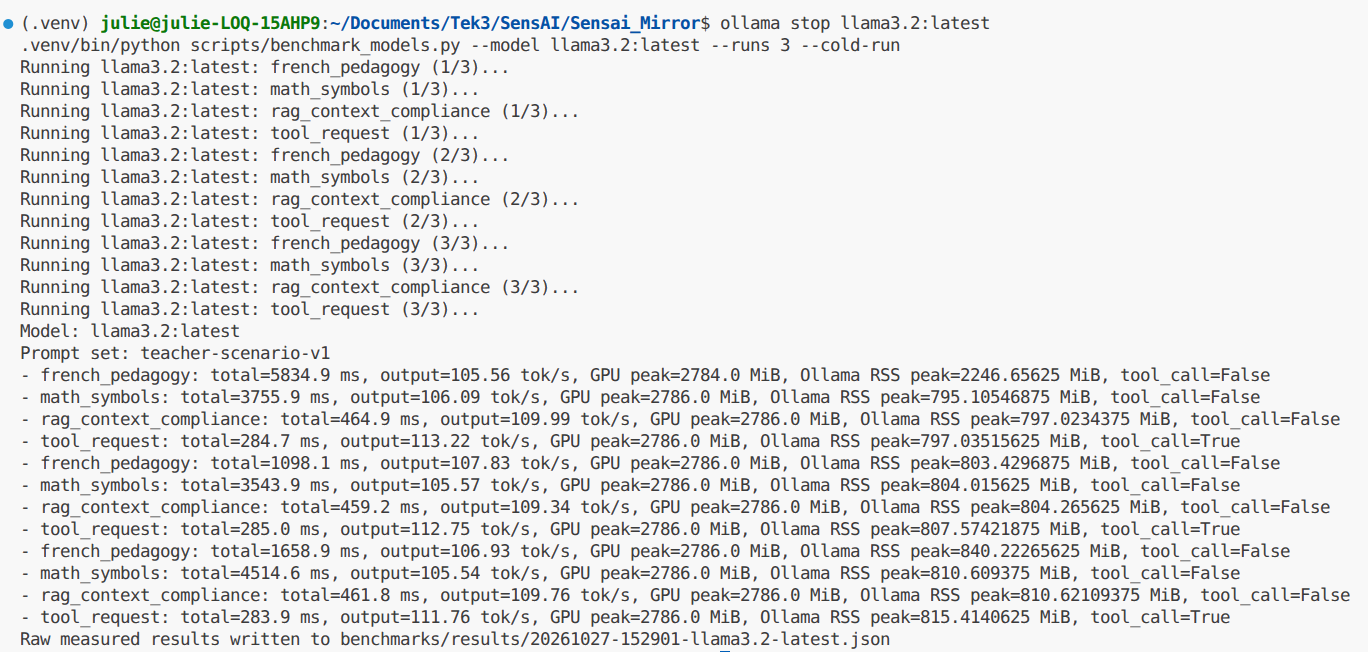 (.venv) julie@julie-LOQ-15AHP9:~/Documents/Tek3/SensAI/Sensai_Mirror$ ollama stop llama3.2:latest
.venv/bin/python scripts/benchmark_models.py --model llama3.2:latest --runs 3 --cold-run
Running llama3.2:latest: french_pedagogy (1/3)...
Running llama3.2:latest: math_symbols (1/3)...
Running llama3.2:latest: rag_context_compliance (1/3)...
Running llama3.2:latest: tool_request (1/3)...
Running llama3.2:latest: french_pedagogy (2/3)...
Running llama3.2:latest: math_symbols (2/3)...
Running llama3.2:latest: rag_context_compliance (2/3)...
Running llama3.2:latest: tool_request (2/3)...
Running llama3.2:latest: french_pedagogy (3/3)...
Running llama3.2:latest: math_symbols (3/3)...
Running llama3.2:latest: rag_context_compliance (3/3)...
Running llama3.2:latest: tool_request (3/3)...
Model: llama3.2:latest
Prompt set: teacher-scenario-v1
- french_pedagogy: total=5834.9 ms, output=105.56 tok/s, GPU peak=2784.0 MiB, Ollama RSS peak=2246.65625 MiB, tool_call=False
- math_symbols: total=3755.9 ms, output=106.09 tok/s, GPU peak=2786.0 MiB, Ollama RSS peak=795.10546875 MiB, tool_call=False
- rag_context_compliance: total=464.9 ms, output=109.99 tok/s, GPU peak=2786.0 MiB, Ollama RSS peak=797.0234375 MiB, tool_call=False
- tool_request: total=284.7 ms, output=113.22 tok/s, GPU peak=2786.0 MiB, Ollama RSS peak=797.03515625 MiB, tool_call=True
- french_pedagogy: total=1098.1 ms, output=107.83 tok/s, GPU peak=2786.0 MiB, Ollama RSS peak=803.4296875 MiB, tool_call=False
- math_symbols: total=3543.9 ms, output=105.57 tok/s, GPU peak=2786.0 MiB, Ollama RSS peak=804.015625 MiB, tool_call=False
- rag_context_compliance: total=459.2 ms, output=109.34 tok/s, GPU peak=2786.0 MiB, Ollama RSS peak=804.265625 MiB, tool_call=False
- tool_request: total=285.0 ms, output=112.75 tok/s, GPU peak=2786.0 MiB, Ollama RSS peak=807.57421875 MiB, tool_call=True
- french_pedagogy: total=1658.9 ms, output=106.93 tok/s, GPU peak=2786.0 MiB, Ollama RSS peak=840.22265625 MiB, tool_call=False
- math_symbols: total=4514.6 ms, output=105.54 tok/s, GPU peak=2786.0 MiB, Ollama RSS peak=810.609375 MiB, tool_call=False
- rag_context_compliance: total=461.8 ms, output=109.76 tok/s, GPU peak=2786.0 MiB, Ollama RSS peak=810.62109375 MiB, tool_call=False
- tool_request: total=283.9 ms, output=111.76 tok/s, GPU peak=2786.0 MiB, Ollama RSS peak=815.4140625 MiB, tool_call=True
Raw measured results written to benchmarks/results/20261027-152901-llama3.2-latest.json